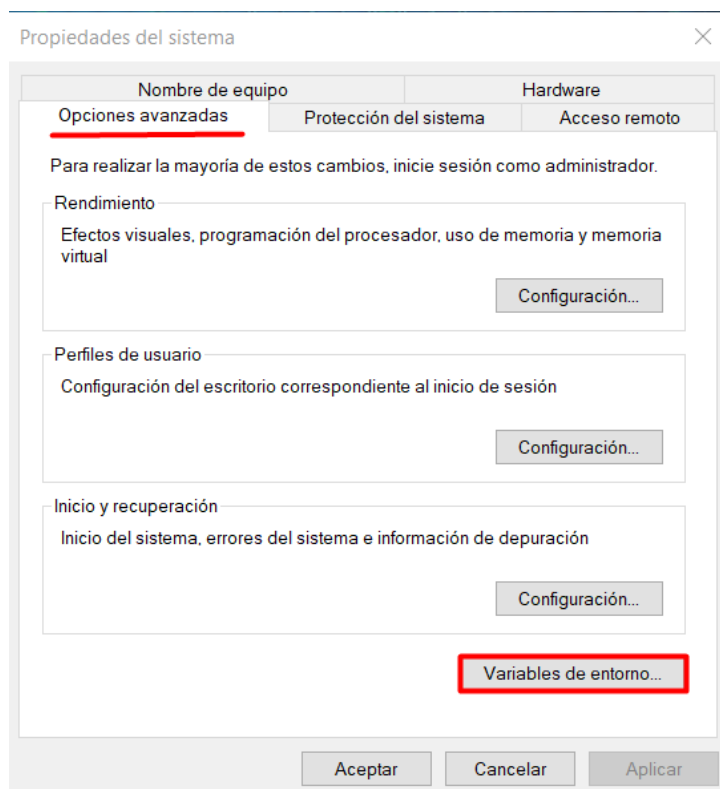 Propiedades del sistema
Nombre de equipo
Hardware
Opciones avanzadas
Protección del sistema
Acceso remoto
Para realizar la mayoría de estos cambios, inicie sesión como administrador.
Rendimiento
Efectos visuales, programación del procesador, uso de memoria y memoria
virtual
Configuración...
Perfiles de usuario
Configuración del escritorio correspondiente al inicio de sesión
Configuración...
Inicio y recuperación
Inicio del sistema, errores del sistema e información de depuración
Configuración...
Variables de entorno...
Aceptar
Cancelar
Aplicar